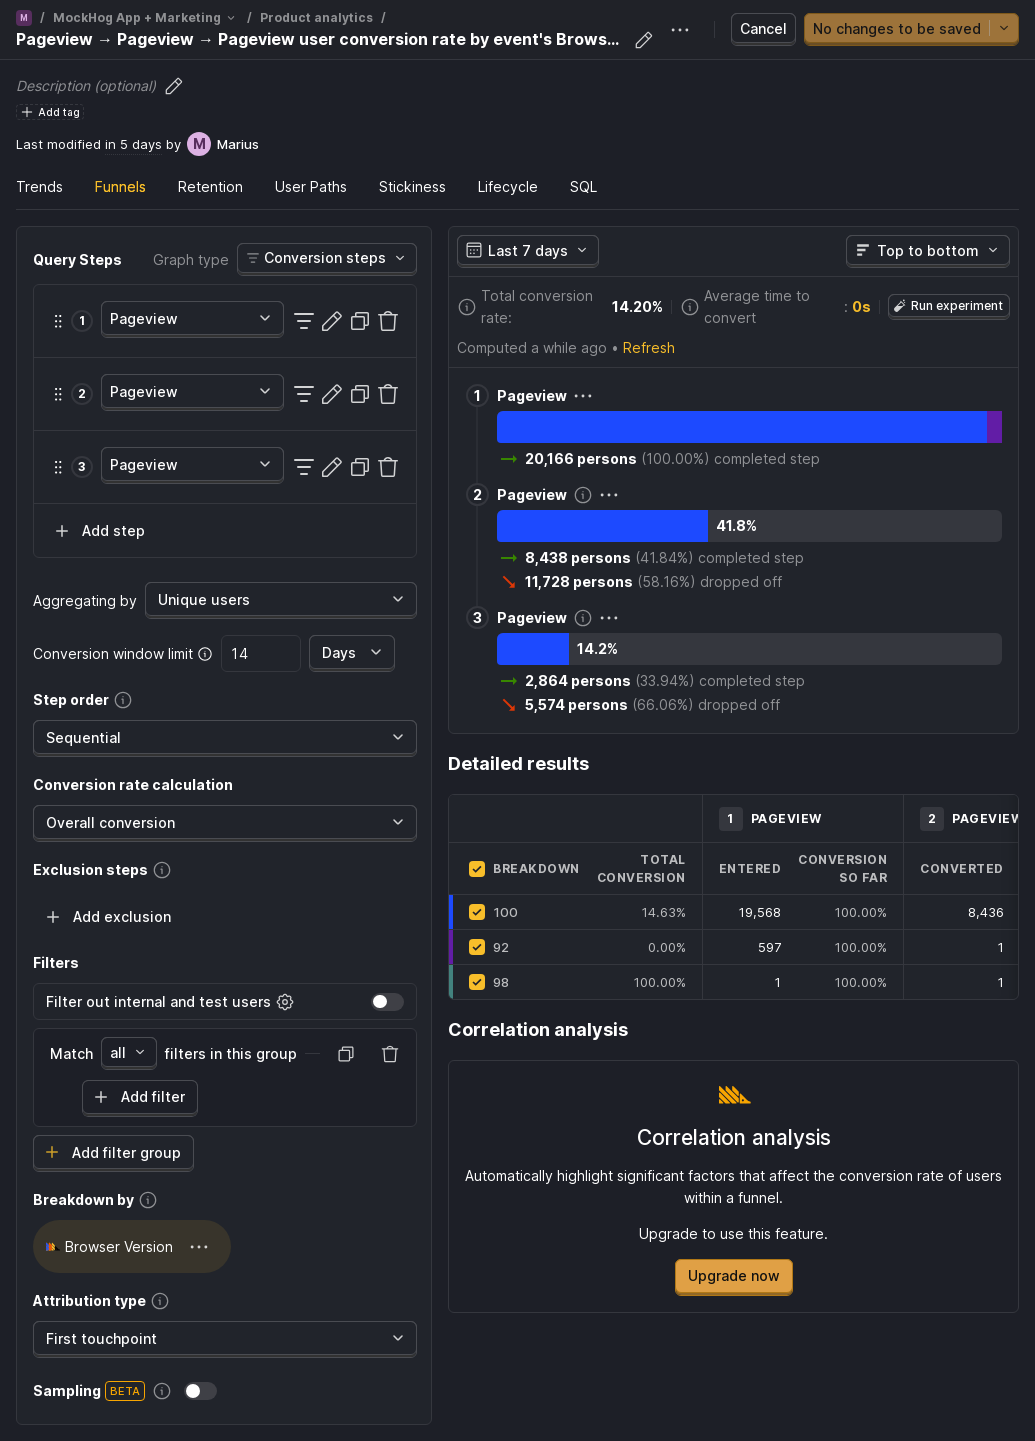 M / MockHog App + Marketing / Product analytics /
Pageview → Pageview → Pageview user conversion rate by event's Brows...
Cancel
No changes to be saved
Description (optional)
Add tag
Last modified in 5 days by M Marius
Trends Funnels Retention User Paths Stickiness Lifecycle SQL
Query Steps Graph type Conversion steps
1 Pageview
2 Pageview
3 Pageview
Add step
Aggregating by Unique users
Conversion window limit 14 Days
Step order
Sequential
Conversion rate calculation
Overall conversion
Exclusion steps
Add exclusion
Filters
Filter out internal and test users
Match all filters in this group
Add filter
Add filter group
Breakdown by
Browser Version
Attribution type
First touchpoint
Sampling BETA
Last 7 days Top to bottom
Total conversion rate: 14.20% Average time to convert : 0s Run experiment
Computed a while ago • Refresh
1 Pageview
20,166 persons (100.00%) completed step
2 Pageview
41.8%
8,438 persons (41.84%) completed step
11,728 persons (58.16%) dropped off
3 Pageview
14.2%
2,864 persons (33.94%) completed step
5,574 persons (66.06%) dropped off
Detailed results
1 PAGEVIEW 2 PAGEVIEW
BREAKDOWN TOTAL CONVERSION ENTERED CONVERSION SO FAR CONVERTED
100 14.63% 19,568 100.00% 8,436
92 0.00% 597 100.00% 1
98 100.00% 1 100.00% 1
Correlation analysis
Correlation analysis
Automatically highlight significant factors that affect the conversion rate of users
within a funnel.
Upgrade to use this feature.
Upgrade now